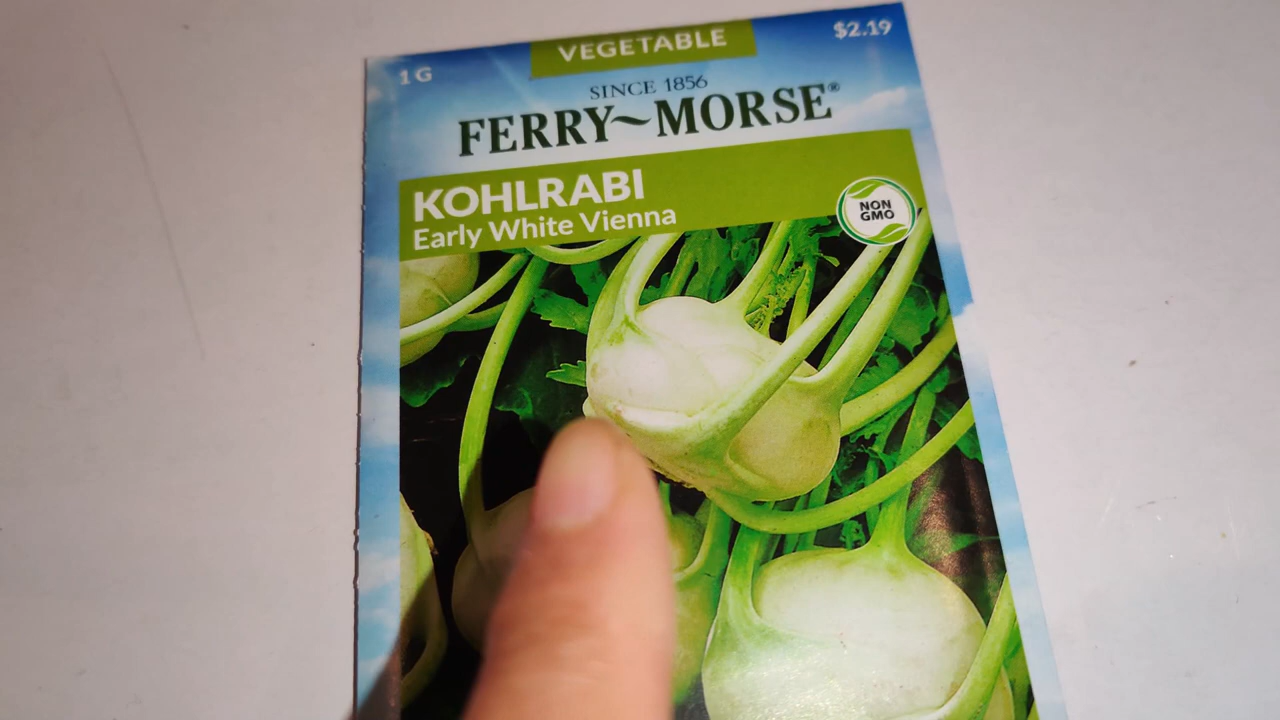 VEGETABLE
$2.19
1 G
SINCE 1856
FERRY~MORSE®
KOHLRABI
Early White Vienna
NON
GMO